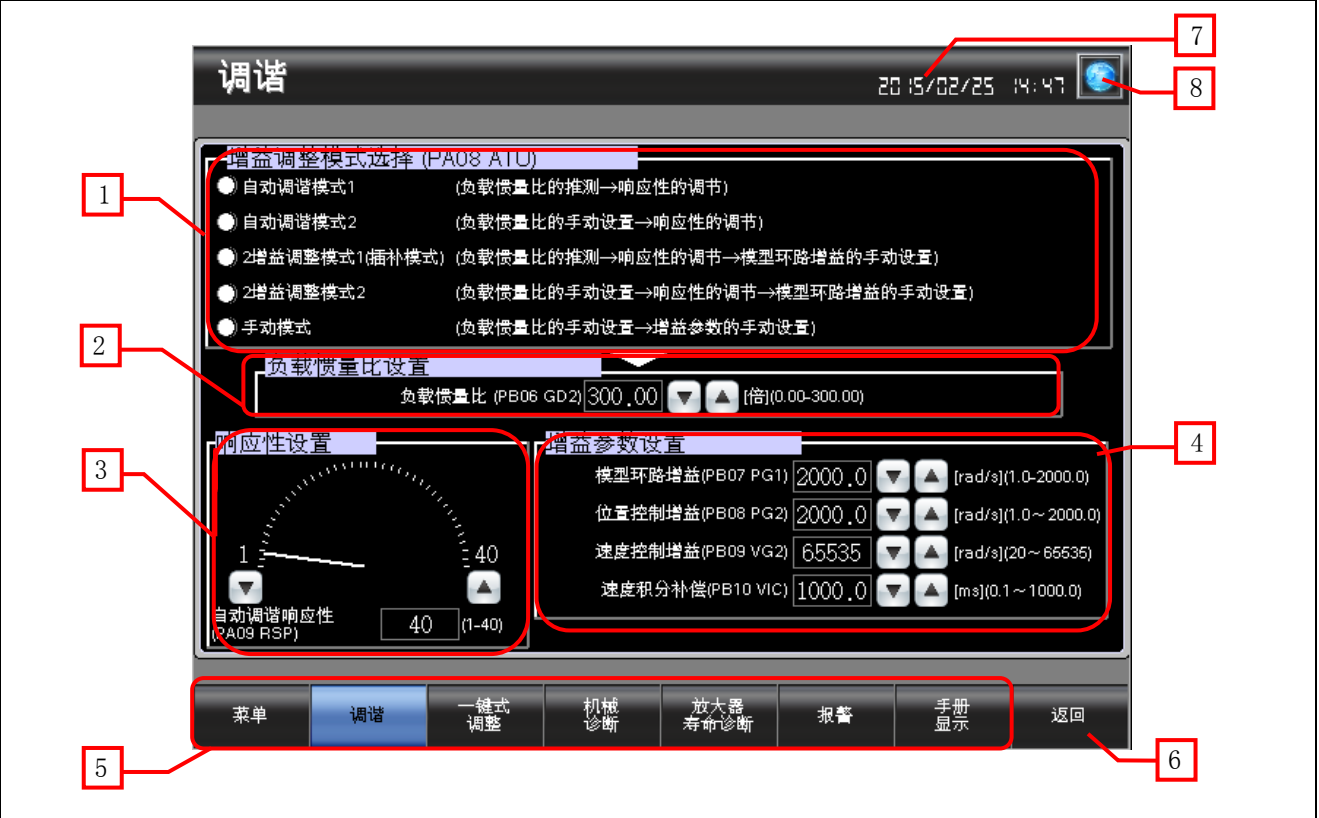 7
调谐
2015/02/25 14:47
8
增益调整模式选择 (PA08 ATU)
1
自动调谐模式1 (负载惯量比的推测→响应性的调节)
自动调谐模式2 (负载惯量比的手动设置→响应性的调节)
2增益调整模式1(插补模式) (负载惯量比的推测→响应性的调节→模型环路增益的手动设置)
2增益调整模式2 (负载惯量比的手动设置→响应性的调节→模型环路增益的手动设置)
手动模式 (负载惯量比的手动设置→增益参数的手动设置)
2
负载惯量比设置
负载惯量比 (PB06 GD2) 300.00 [倍](0.00-300.00)
3
响应性设置
1 40
自动调谐响应性
(PA09 RSP) 40 (1-40)
4
增益参数设置
模型环路增益(PB07 PG1) 2000.0 [rad/s](1.0-2000.0)
位置控制增益(PB08 PG2) 2000.0 [rad/s](1.0～2000.0)
速度控制增益(PB09 VG2) 65535 [rad/s](20～65535)
速度积分补偿(PB10 VIC) 1000.0 [ms](0.1～1000.0)
菜单
调谐
一键式
调整
机械
诊断
放大器
寿命诊断
报警
手册
显示
返回
5
6